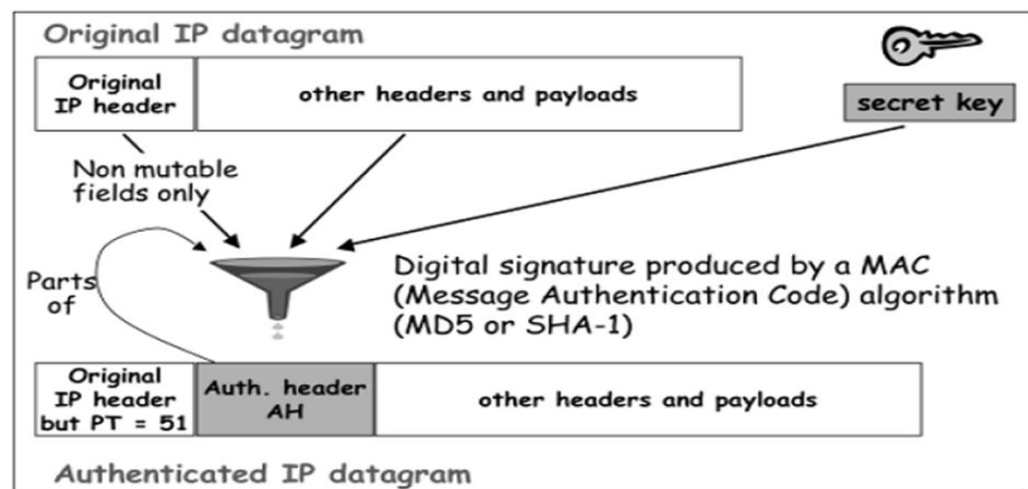 Original IP datagram
Original
IP header
other headers and payloads
secret key
Non mutable
fields only
Parts
of
Digital signature produced by a MAC
(Message Authentication Code) algorithm
(MD5 or SHA-1)
Original
IP header
but PT = 51
Auth. header
AH
other headers and payloads
Authenticated IP datagram